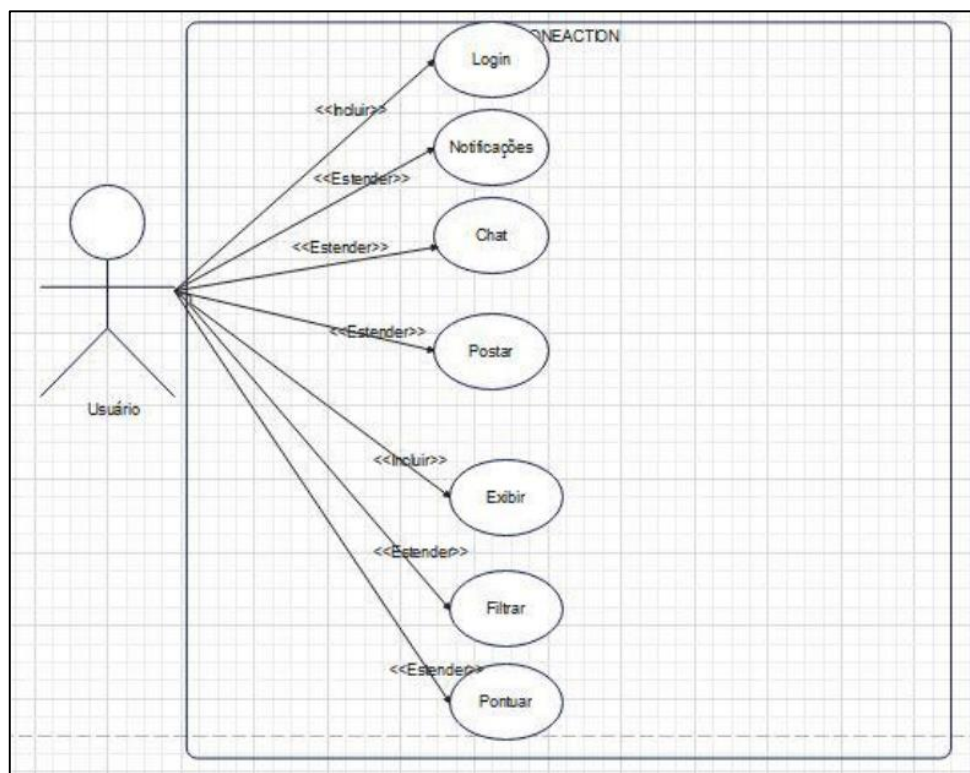 ONEACTION
Login
<<Incluir>>
Notificações
<<Estender>>
Chat
<<Estender>>
<<Estender>>
Postar
Usuário
<<Incluir>>
Exibir
<<Estender>>
Filtrar
<<Estender>>
Pontuar